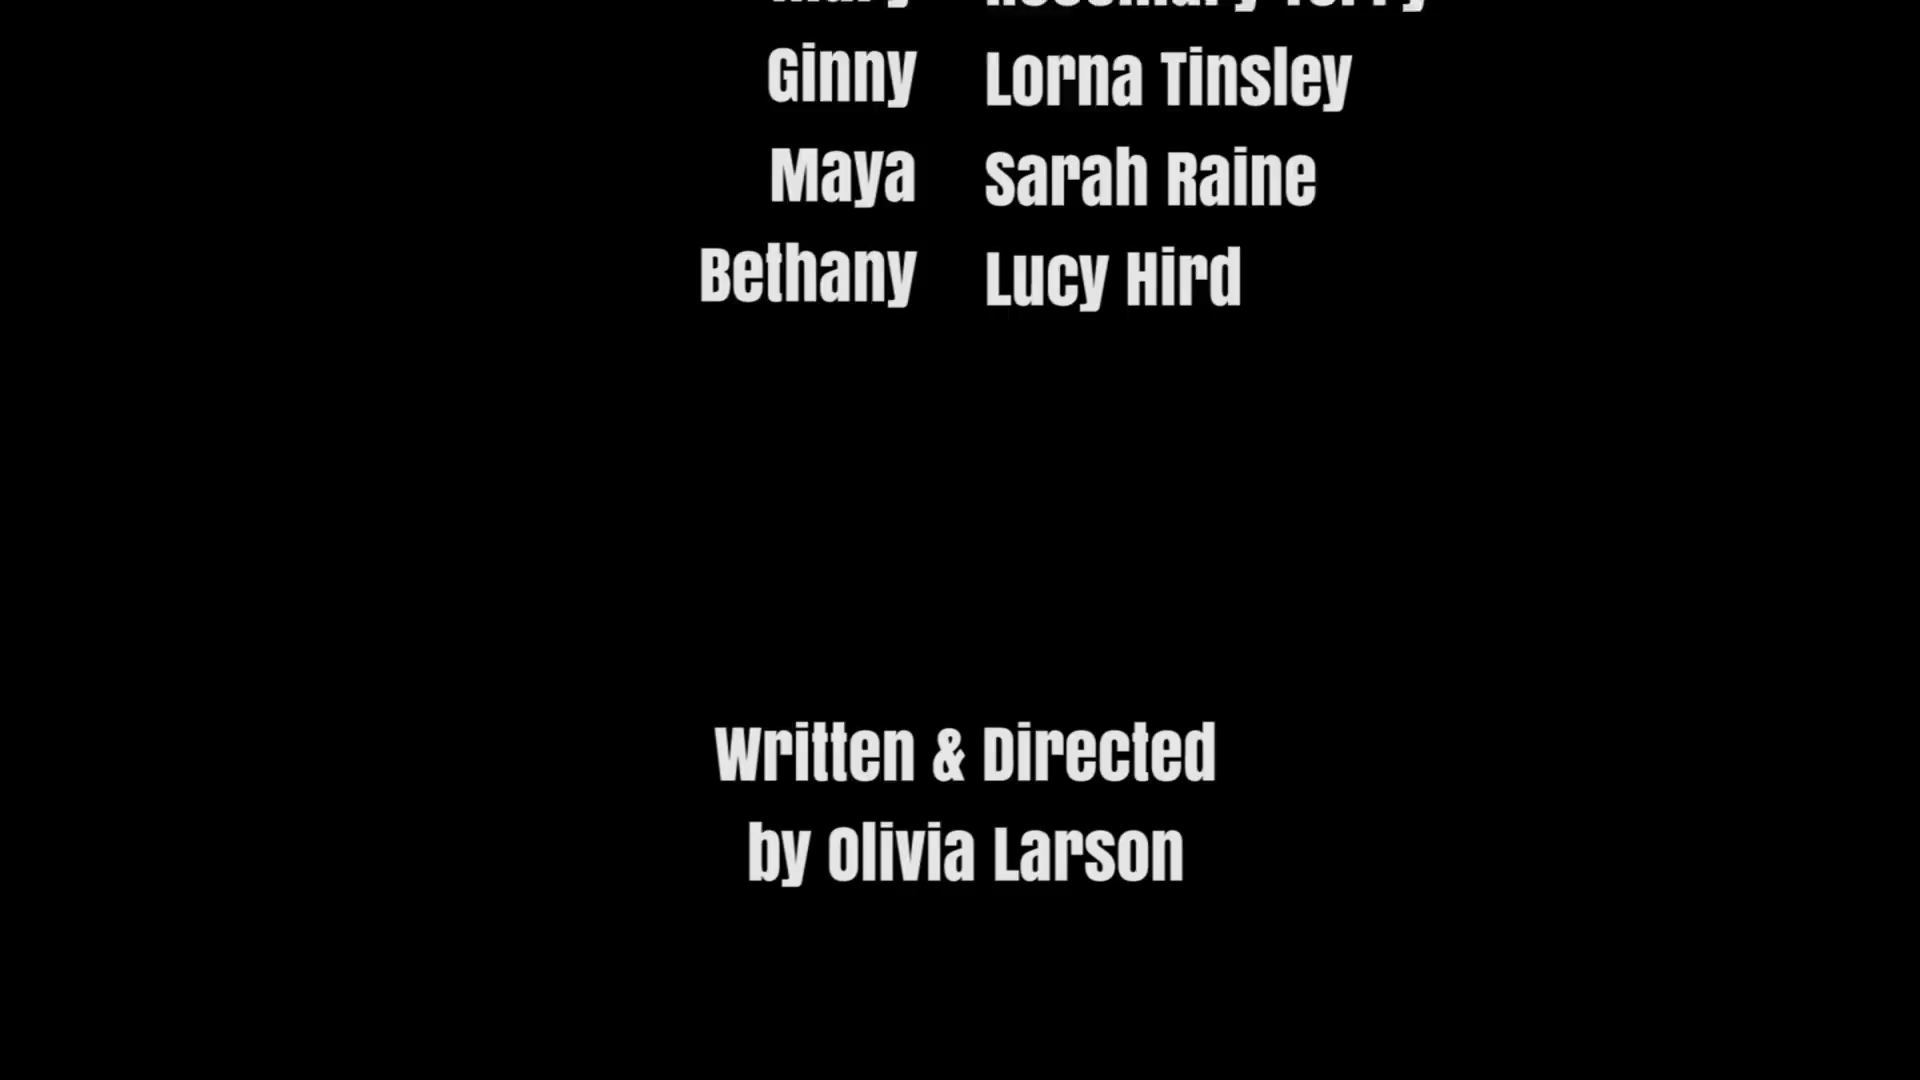 Ginny Lorna Tinsley
Maya Sarah Raine
Bethany Lucy Hird
Written & Directed
by Olivia Larson